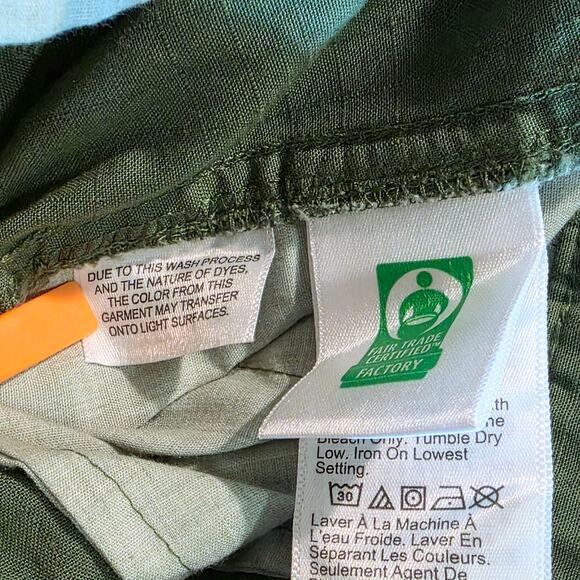 DUE TO THIS WASH PROCESS
AND THE NATURE OF DYES,
THE COLOR FROM THIS
GARMENT MAY TRANSFER
ONTO LIGHT SURFACES.
FAIR TRADE
CERTIFIED™
FACTORY
Bleach Only. Tumble Dry
Low. Iron On Lowest
Setting.
30
Laver À La Machine À
L'eau Froide. Laver En
Séparant Les Couleurs.
Seulement Agent De